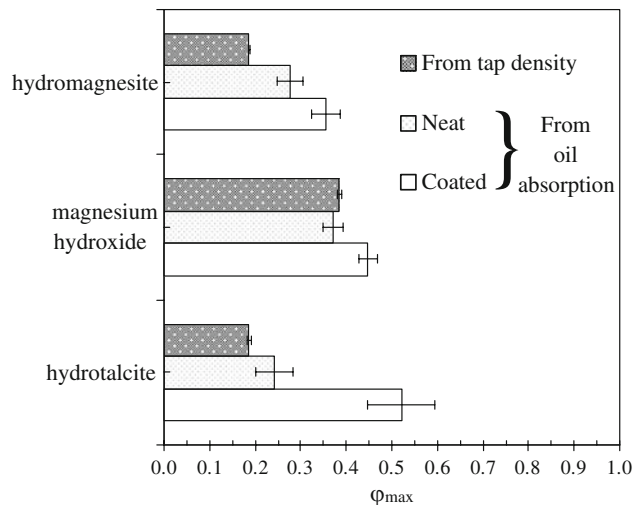 hydromagnesite
magnesium
hydroxide
hydrotalcite
From tap density
Neat
Coated
From
oil
absorption
0.0 0.1 0.2 0.3 0.4 0.5 0.6 0.7 0.8 0.9 1.0
φmax